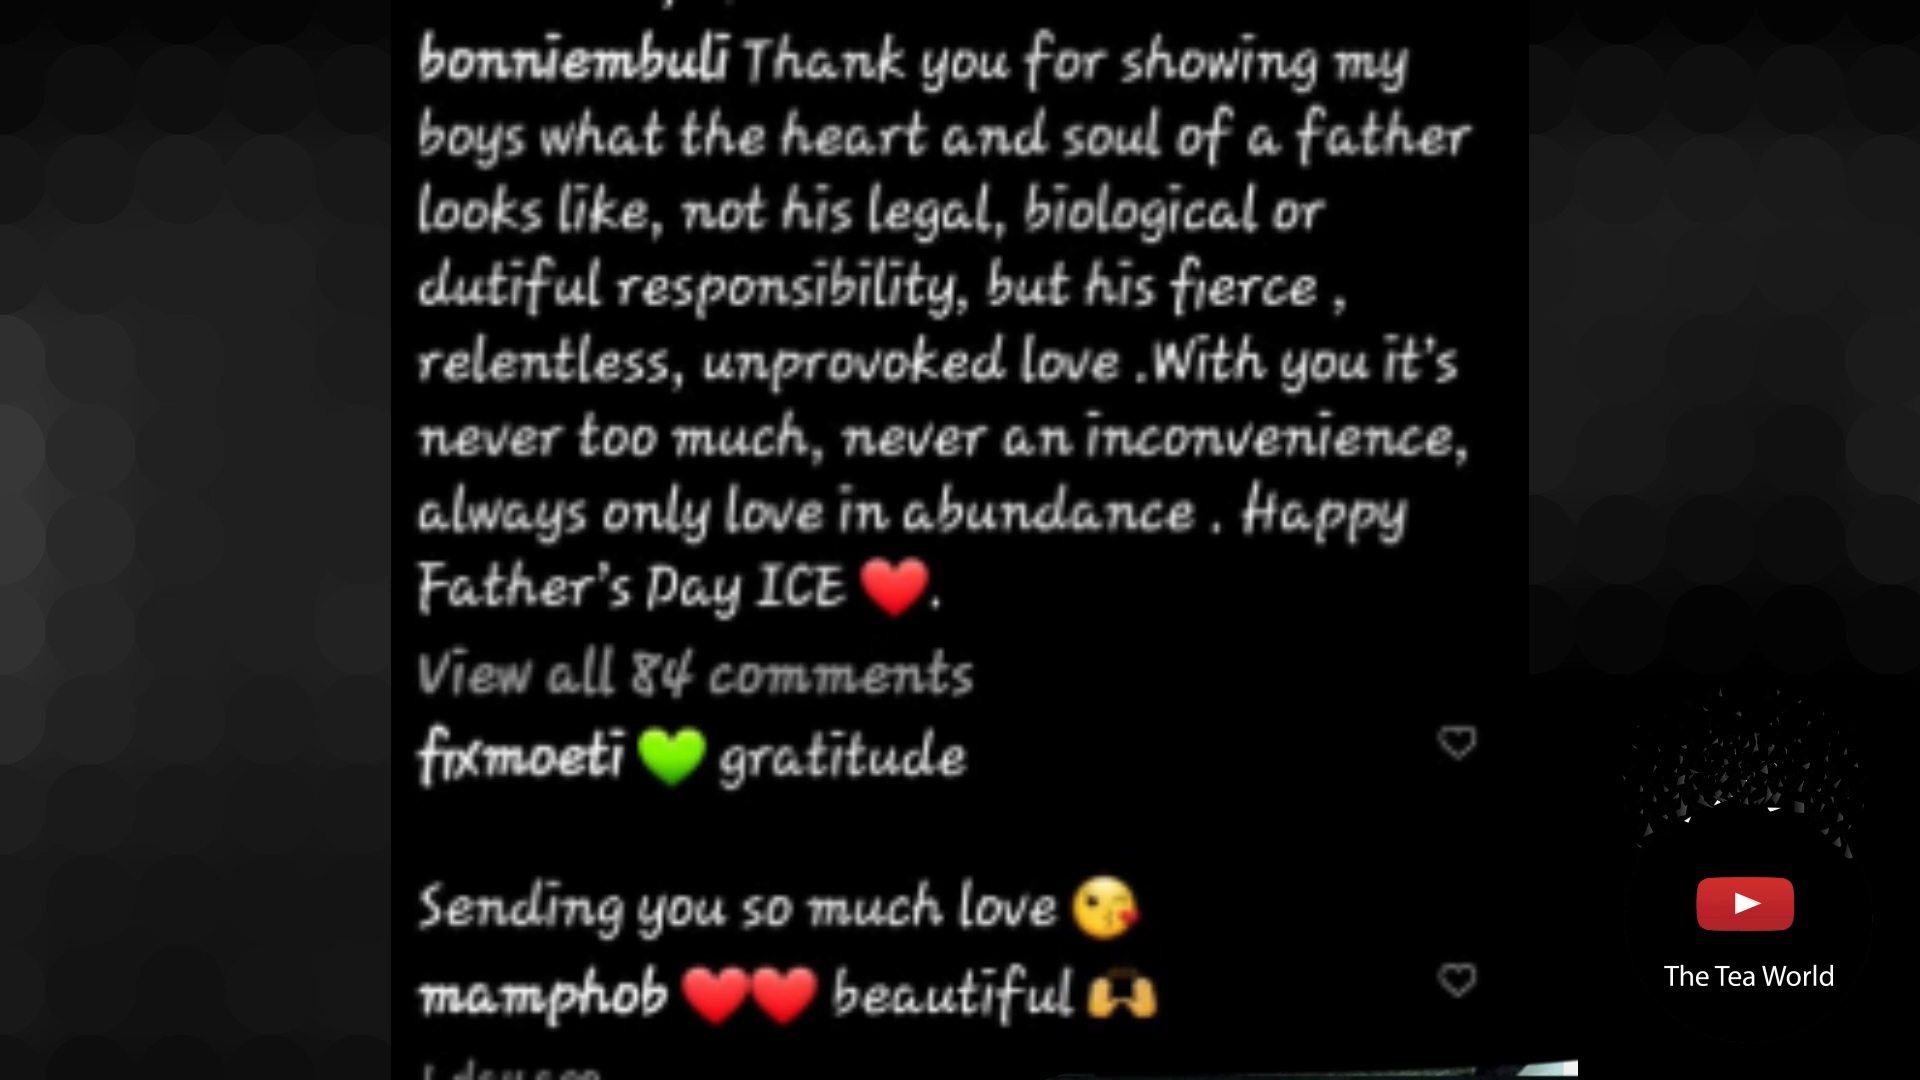 bonniembuli Thank you for showing my
boys what the heart and soul of a father
looks like, not his legal, biological or
dutiful responsibility, but his fierce ,
relentless, unprovoked love .With you it's
never too much, never an inconvenience,
always only love in abundance . Happy
Father's Day ICE ❤️.
View all 84 comments
fixmoeti 💚 gratitude
Sending you so much love 😘
mamphob ❤️❤️ beautiful 🙌
1 day ago
The Tea World